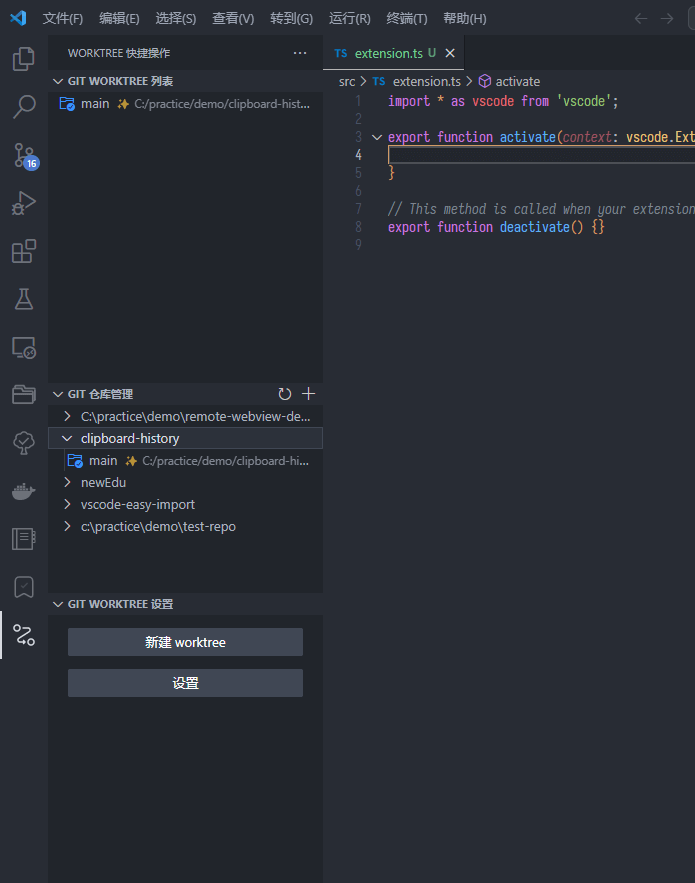 文件(F) 编辑(E) 选择(S) 查看(V) 转到(G) 运行(R) 终端(T) 帮助(H)
WORKTREE 快捷操作 ···
GIT WORKTREE 列表
main ✨ C:/practice/demo/clipboard-hist...
16
GIT 仓库管理
C:\practice\demo\remote-webview-de...
clipboard-history
main ✨ C:/practice/demo/clipboard-hi...
newEdu
vscode-easy-import
c:\practice\demo\test-repo
GIT WORKTREE 设置
新建 worktree
设置
TS extension.ts U
src > TS extension.ts > activate
1 import * as vscode from 'vscode';
2
3 export function activate(context: vscode.Ext
4
5 }
6
7 // This method is called when your extension
8 export function deactivate() {}
9